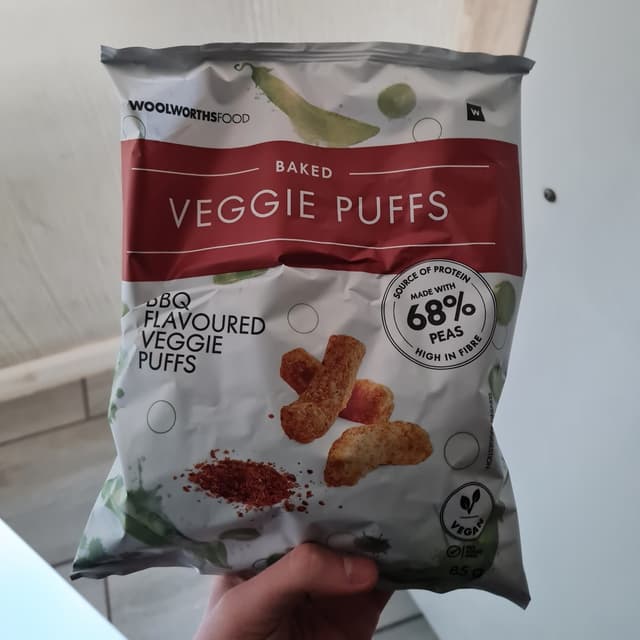 WOOLWORTHSFOOD
W
BAKED
VEGGIE PUFFS
SOURCE OF PROTEIN
MADE WITH
68%
PEAS
HIGH IN FIBRE
BBQ
FLAVOURED
VEGGIE
PUFFS
VEGAN
85 g